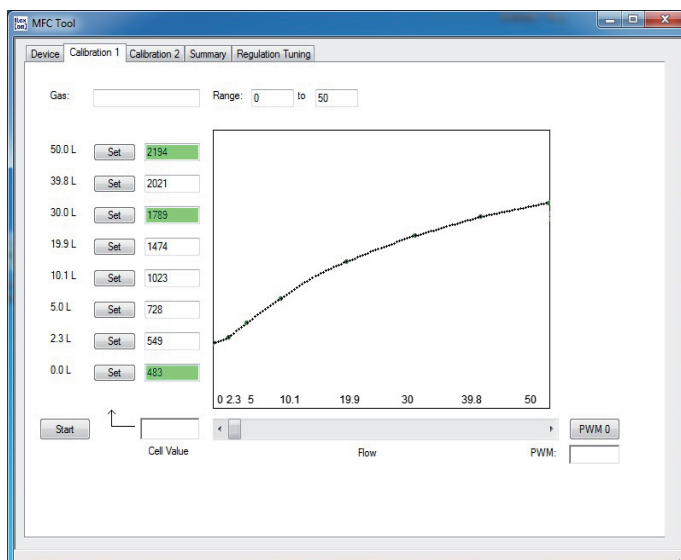 flex
[on] MFC Tool
Device Calibration 1 Calibration 2 Summary Regulation Tuning
Gas: Range: 0 to 50
50.0 L Set 2194
39.8 L Set 2021
30.0 L Set 1789
19.9 L Set 1474
10.1 L Set 1023
5.0 L Set 728
2.3 L Set 549
0.0 L Set 483
0 2.3 5 10.1 19.9 30 39.8 50
Start PWM 0
Cell Value Flow PWM: